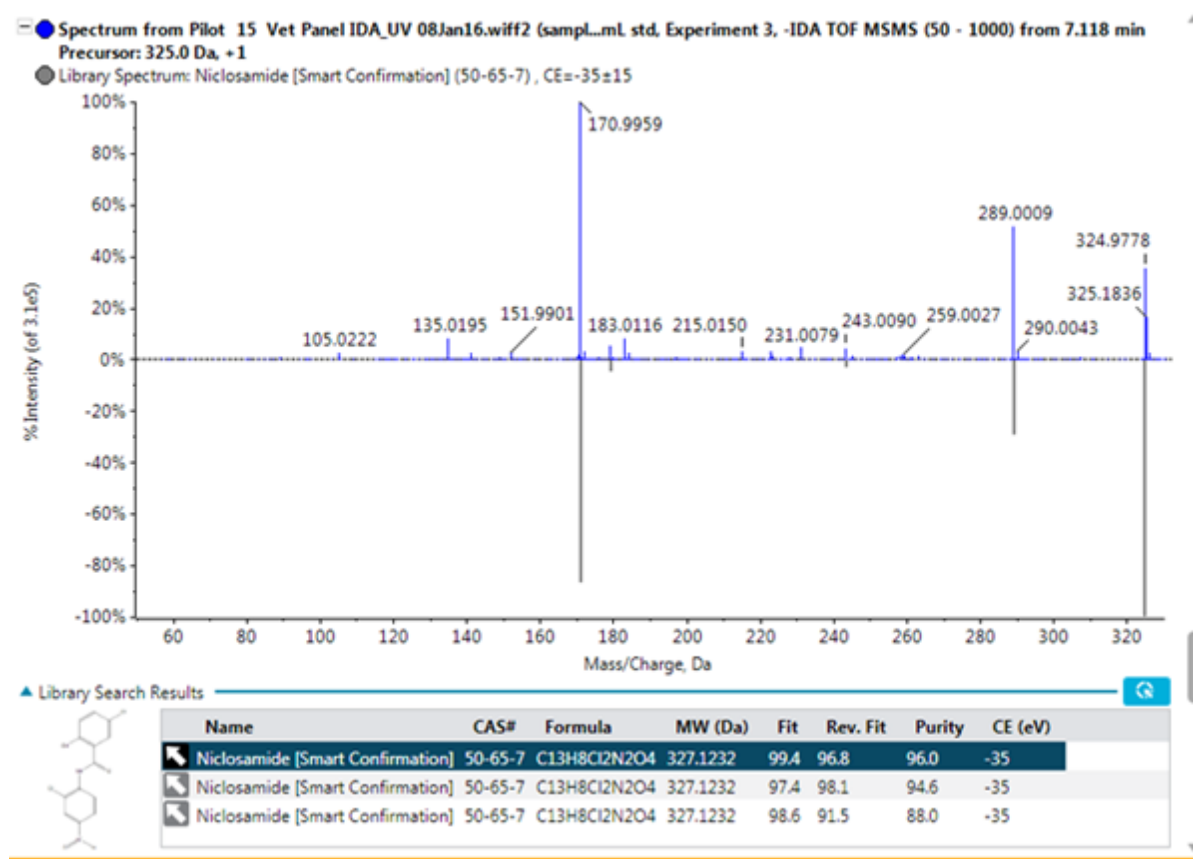 Spectrum from Pilot 15 Vet Panel IDA_UV 08Jan16.wiff2 (sampl...mL std, Experiment 3, -IDA TOF MSMS (50 - 1000) from 7.118 min
Precursor: 325.0 Da, +1
Library Spectrum: Niclosamide [Smart Confirmation] (50-65-7) , CE=-35±15
% Intensity (of 3.1e5)
100%
80%
60%
40%
20%
0%
-20%
-40%
-60%
-80%
-100%
170.9959
289.0009
324.9778
325.1836
105.0222
135.0195
151.9901
183.0116
215.0150
231.0079
243.0090
259.0027
290.0043
60 80 100 120 140 160 180 200 220 240 260 280 300 320
Mass/Charge, Da
Library Search Results
Name CAS# Formula MW (Da) Fit Rev. Fit Purity CE (eV)
Niclosamide [Smart Confirmation] 50-65-7 C13H8Cl2N2O4 327.1232 99.4 96.8 96.0 -35
Niclosamide [Smart Confirmation] 50-65-7 C13H8Cl2N2O4 327.1232 97.4 98.1 94.6 -35
Niclosamide [Smart Confirmation] 50-65-7 C13H8Cl2N2O4 327.1232 98.6 91.5 88.0 -35